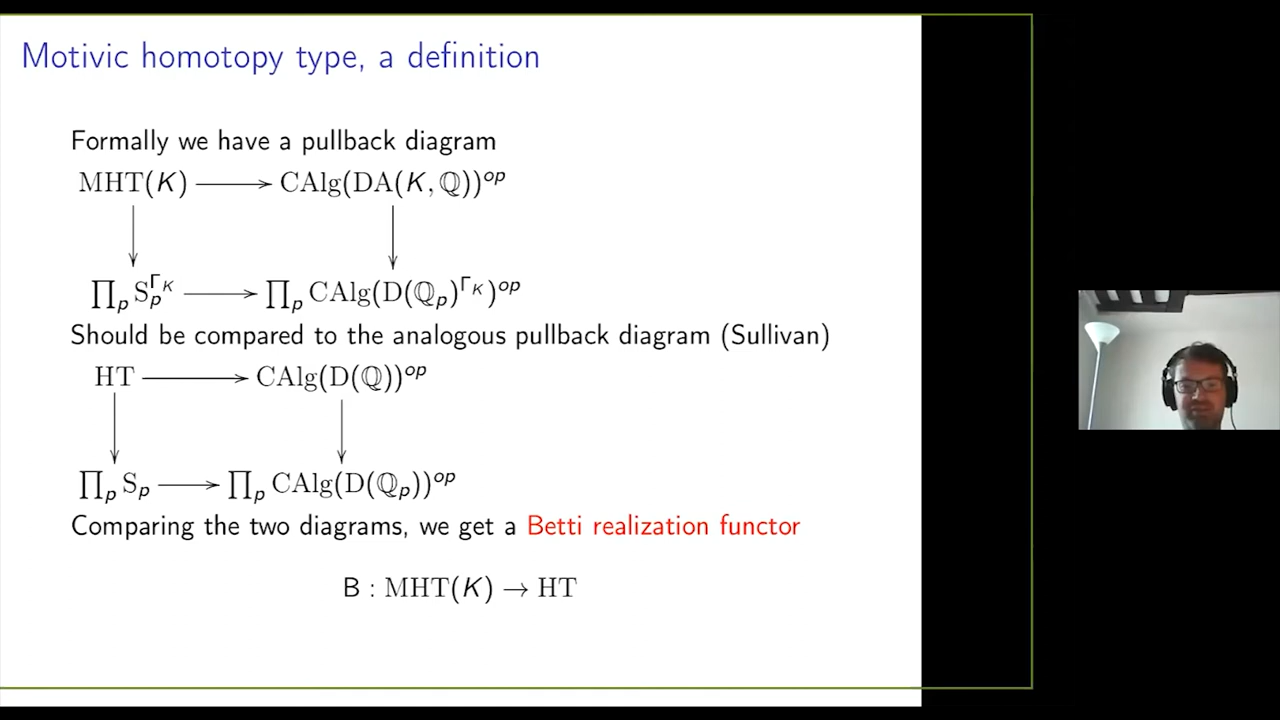 Motivic homotopy type, a definition
Formally we have a pullback diagram
MHT(K) ⟶ CAlg(DA(K, ℚ))^{op}
∏_p S_p^{Γ_K} ⟶ ∏_p CAlg(D(ℚ_p)^{Γ_K})^{op}
Should be compared to the analogous pullback diagram (Sullivan)
HT ⟶ CAlg(D(ℚ))^{op}
∏_p S_p ⟶ ∏_p CAlg(D(ℚ_p))^{op}
Comparing the two diagrams, we get a Betti realization functor
B : MHT(K) → HT